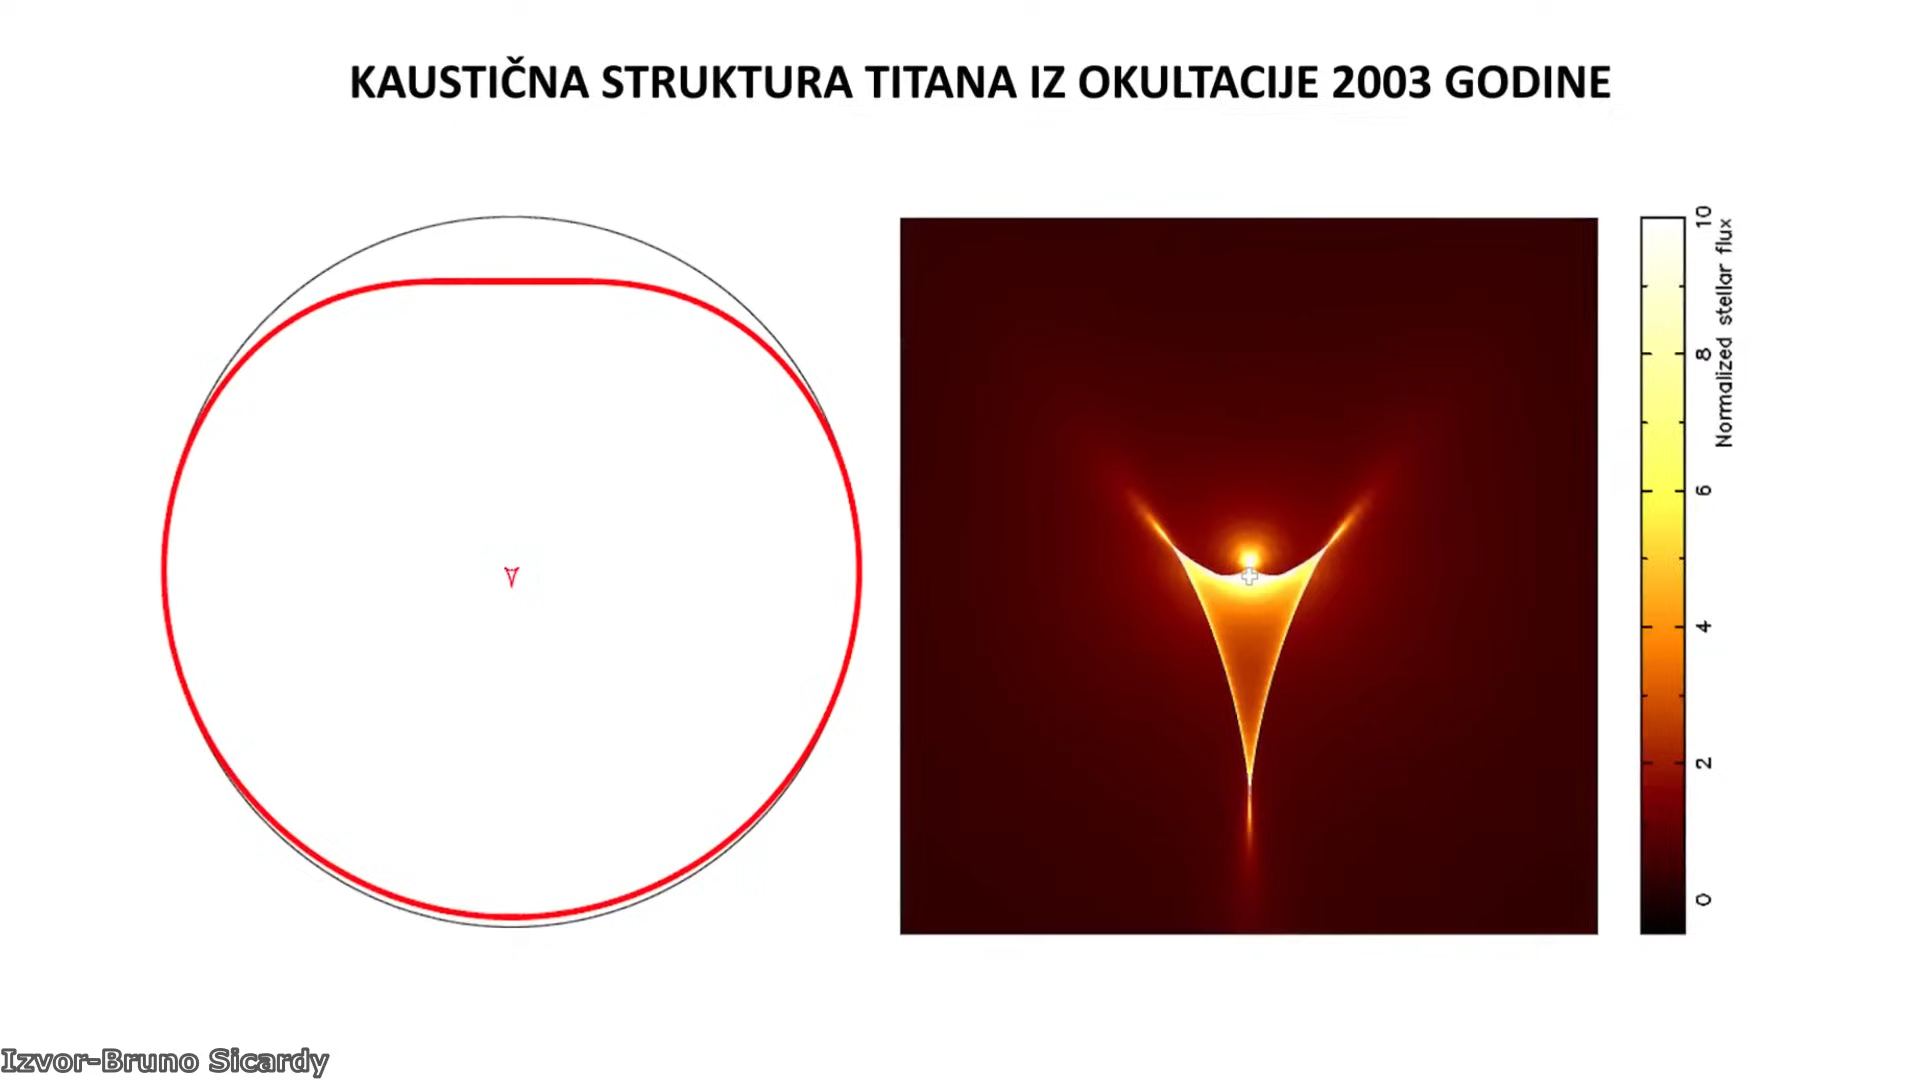 KAUSTIČNA STRUKTURA TITANA IZ OKULTACIJE 2003 GODINE
10
8
6
4
2
0
Normalized stellar flux
Izvor-Bruno Sicardy